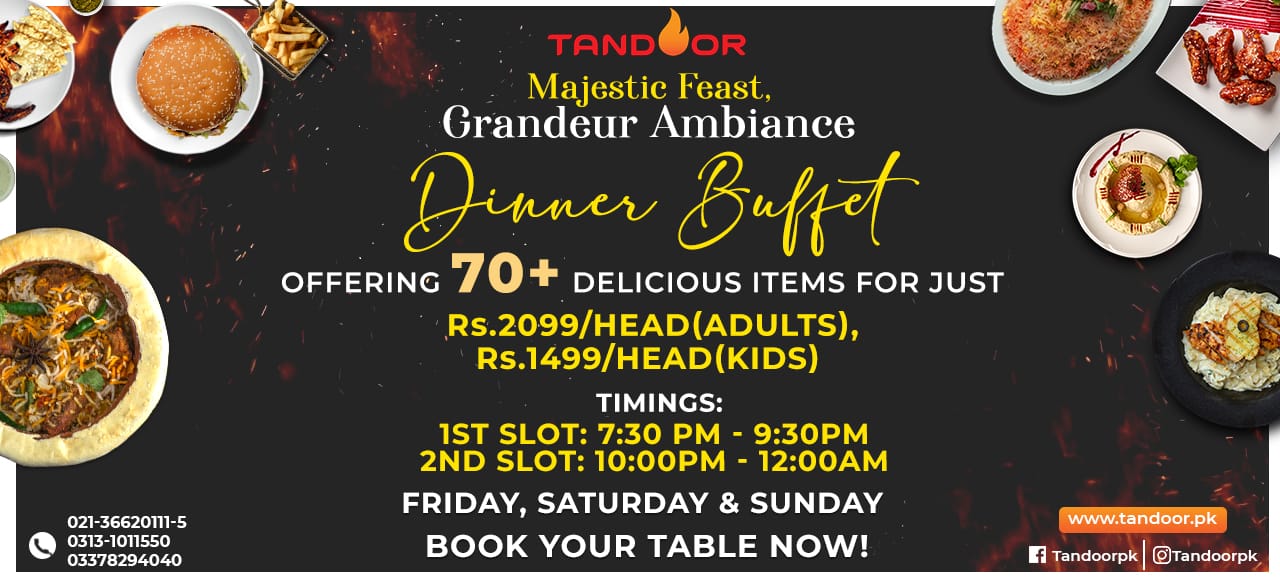 TANDOOR
Majestic Feast,
Grandeur Ambiance
Dinner Buffet
OFFERING 70+ DELICIOUS ITEMS FOR JUST
Rs.2099/HEAD(ADULTS),
Rs.1499/HEAD(KIDS)
TIMINGS:
1ST SLOT: 7:30 PM - 9:30PM
2ND SLOT: 10:00PM - 12:00AM
FRIDAY, SATURDAY & SUNDAY
BOOK YOUR TABLE NOW!
021-36620111-5
0313-1011550
03378294040
www.tandoor.pk
Tandoorpk | Tandoorpk